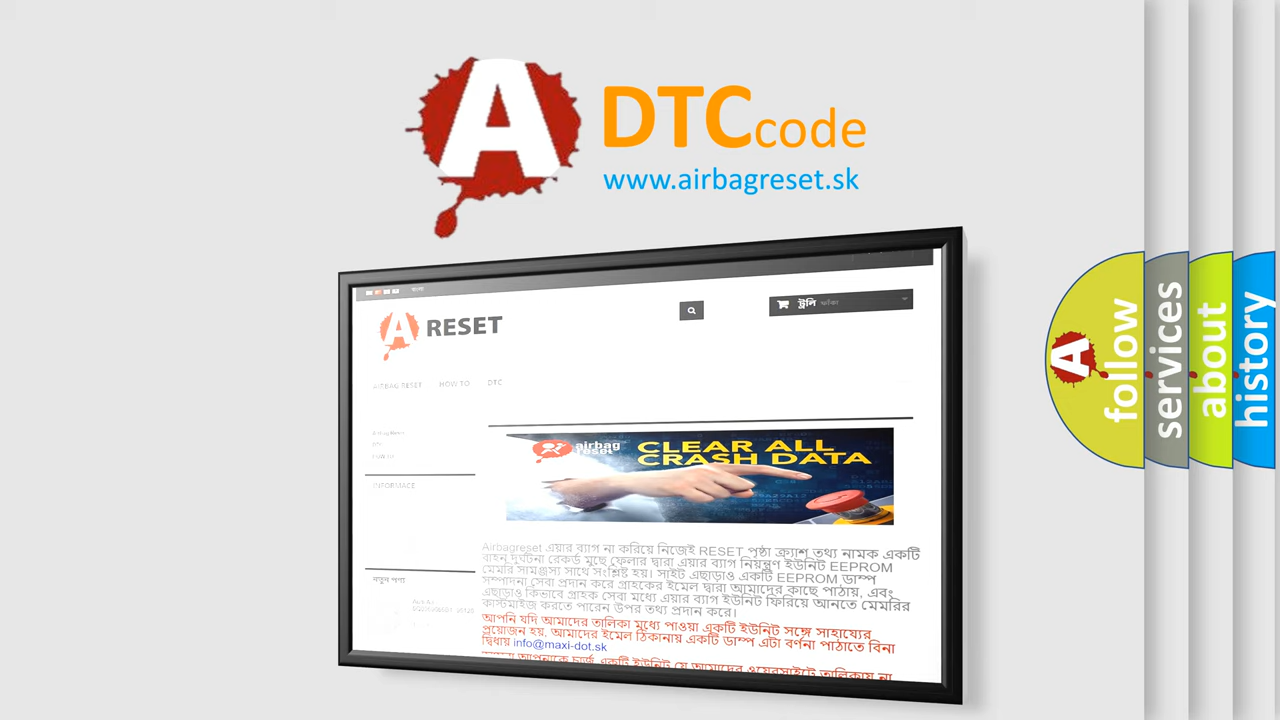 A
DTCcode
www.airbagreset.sk
বাংলা
A RESET
ট্রলি ফাঁকা
AIRBAG RESET HOW TO DTC
INFORMACE
airbag
reset
CLEAR ALL
CRASH DATA
Airbagreset এয়ার ব্যাগ না করিয়ে নিজেই RESET পৃষ্ঠা ক্র্যাশ তথ্য নামক একটি
বাহন দুর্ঘটনা রেকর্ড মুছে ফেলার দ্বারা এয়ার ব্যাগ নিয়ন্ত্রণ ইউনিট EEPROM
মেমরি সামঞ্জস্য সাথে সংশ্লিষ্ট হয়। সাইট এছাড়াও একটি EEPROM ডাম্প
সম্পাদনা সেবা প্রদান করে গ্রাহকের ইমেল দ্বারা আমাদের কাছে পাঠায়, এবং
এছাড়াও কিভাবে গ্রাহক সেবা মধ্যে এয়ার ব্যাগ ইউনিট ফিরিয়ে আনতে মেমরির
কাস্টমাইজ করতে পারেন উপর তথ্য প্রদান করে।
আপনি যদি আমাদের তালিকা মধ্যে পাওয়া একটি ইউনিট সঙ্গে সাহায্যের
প্রয়োজন হয়, আমাদের ইমেল ঠিকানায় একটি ডাম্প এটা বর্ণনা পাঠাতে বিনা
দ্বিধায় info@maxi-dot.sk
নতুন পণ্য
A
follow
services
about
history